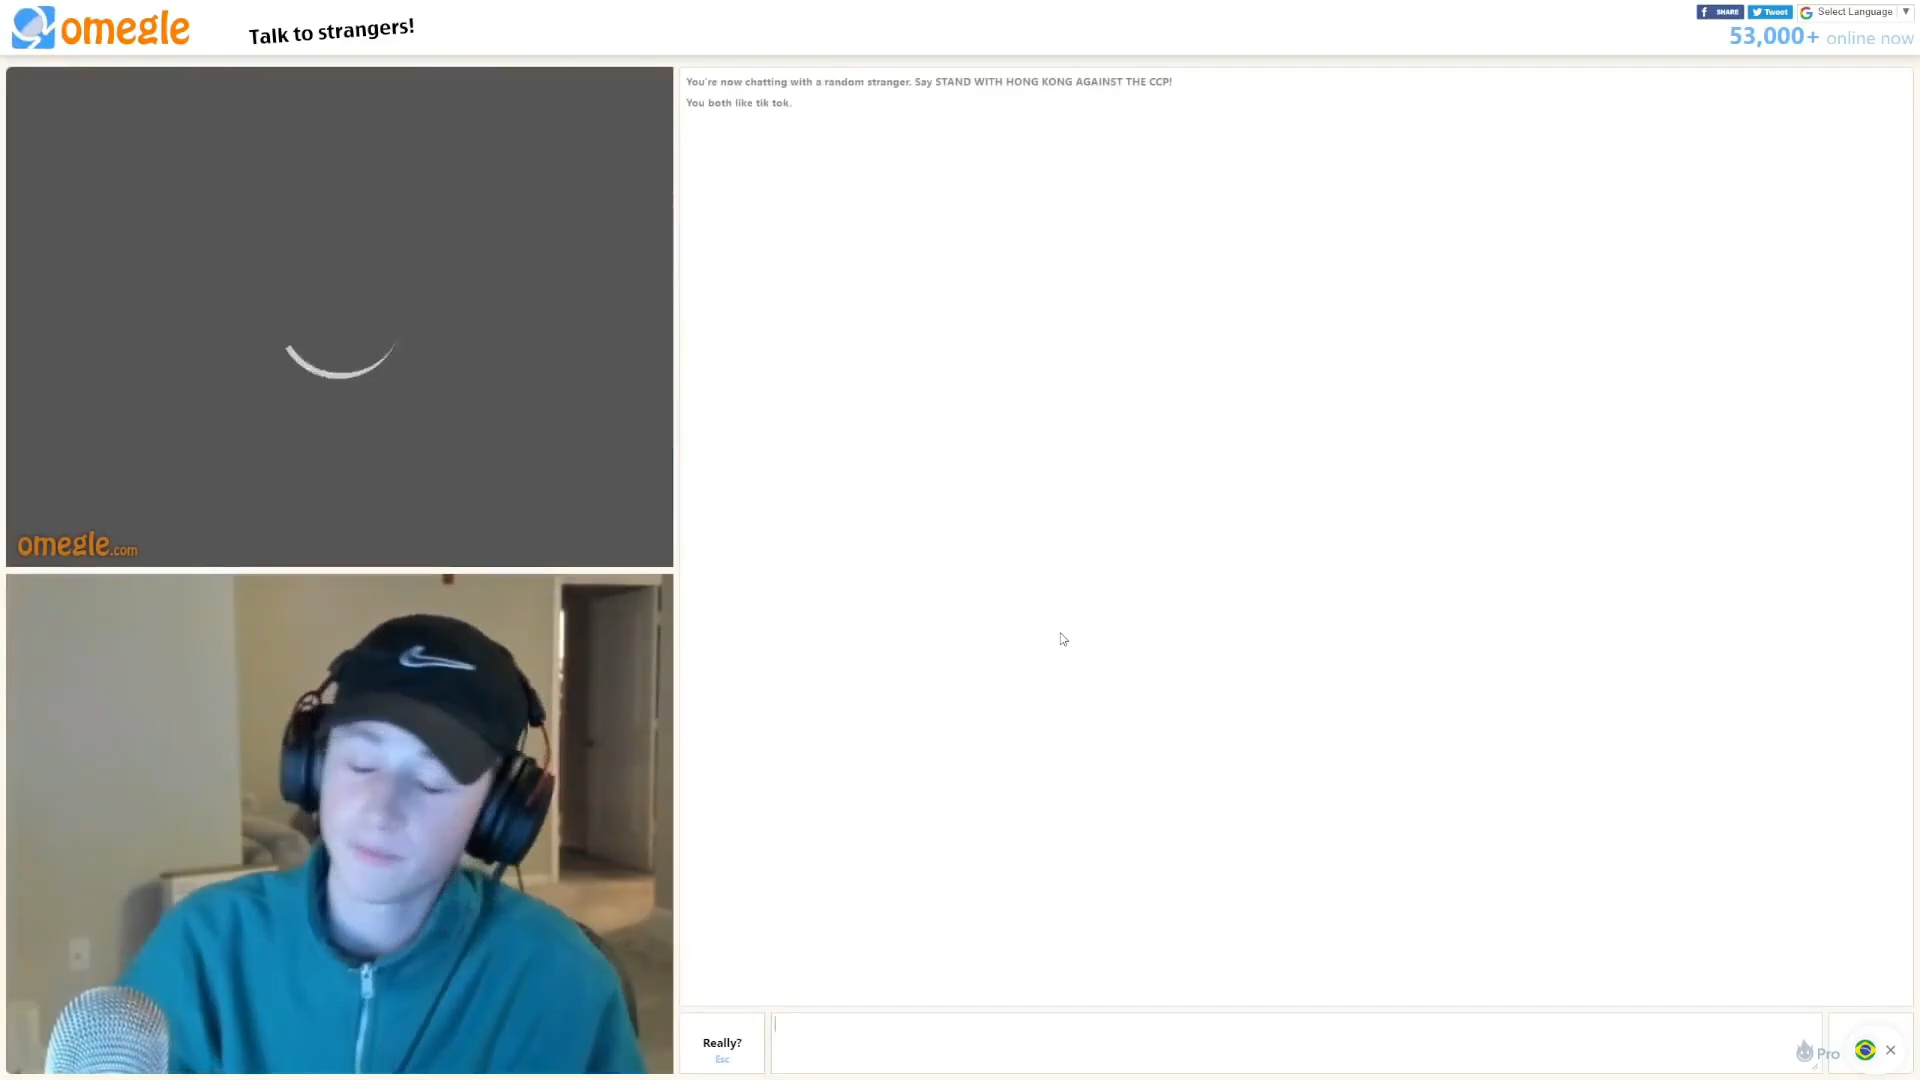 omegle
Talk to strangers!
SHARE
Tweet
Select Language
53,000+ online now
You're now chatting with a random stranger. Say STAND WITH HONG KONG AGAINST THE CCP!
You both like tik tok.
omegle.com
Really?
Esc
Pro